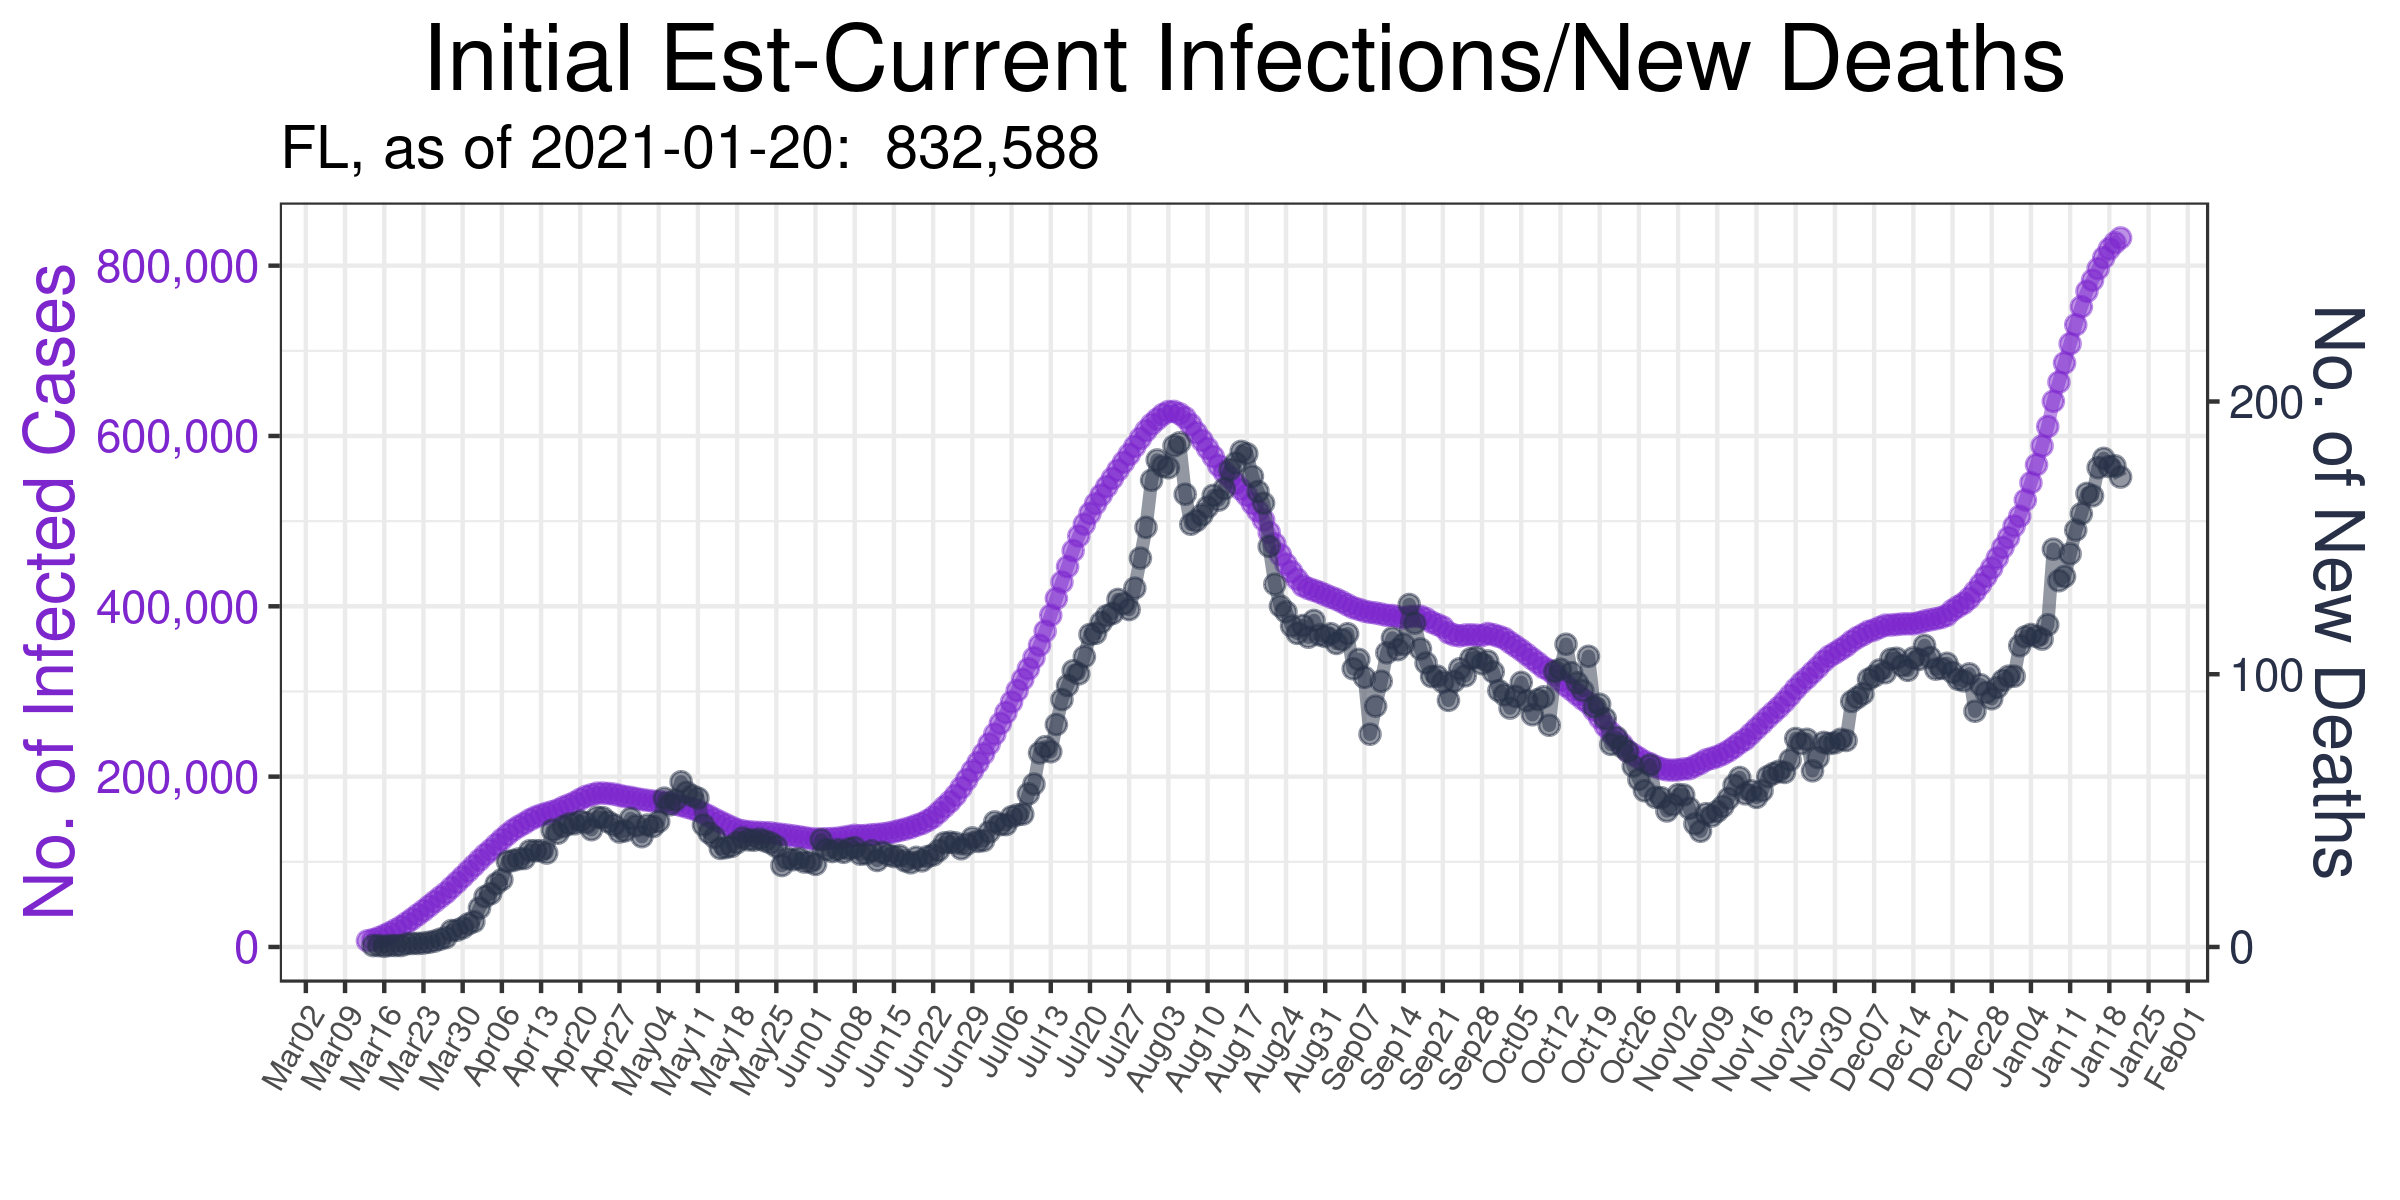 Initial Est-Current Infections/New Deaths
FL, as of 2021-01-20:  832,588
No. of Infected Cases
800,000
600,000
400,000
200,000
0
200
100
0
No. of New Deaths
Mar02
Mar09
Mar16
Mar23
Mar30
Apr06
Apr13
Apr20
Apr27
May04
May11
May18
May25
Jun01
Jun08
Jun15
Jun22
Jun29
Jul06
Jul13
Jul20
Jul27
Aug03
Aug10
Aug17
Aug24
Aug31
Sep07
Sep14
Sep21
Sep28
Oct05
Oct12
Oct19
Oct26
Nov02
Nov09
Nov16
Nov23
Nov30
Dec07
Dec14
Dec21
Dec28
Jan04
Jan11
Jan18
Jan25
Feb01